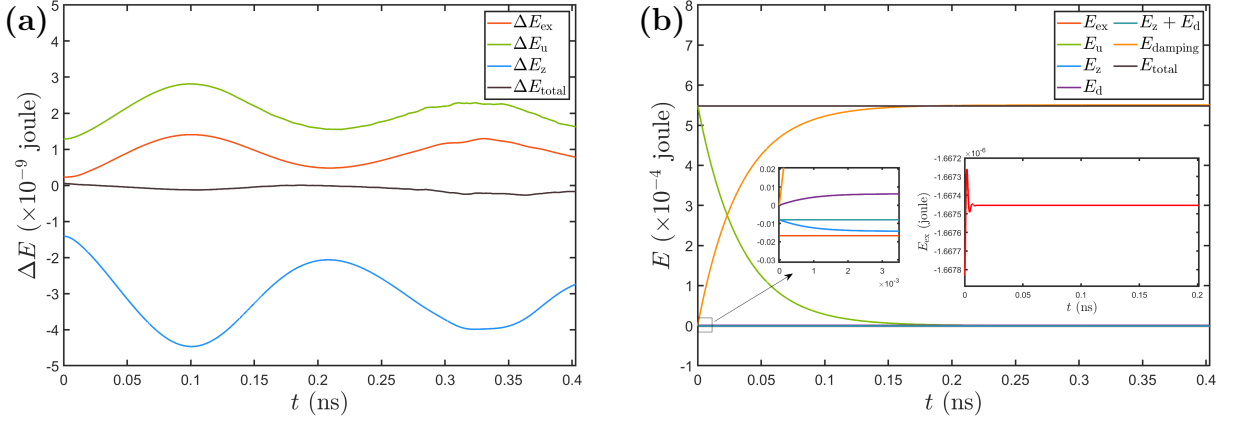 (a)
ΔE_ex
ΔE_u
ΔE_z
ΔE_total
ΔE (×10⁻⁹ joule)
5
4
3
2
1
0
-1
-2
-3
-4
-5
0 0.05 0.1 0.15 0.2 0.25 0.3 0.35 0.4
t (ns)
(b)
E_ex E_z + E_d
E_u E_damping
E_z E_total
E_d
E (×10⁻⁴ joule)
8
7
6
5
4
3
2
1
0
-1
0 0.05 0.1 0.15 0.2 0.25 0.3 0.35 0.4
t (ns)
0.02
0.01
0
-0.01
-0.02
-0.03
0 1 2 3
×10⁻³
×10⁻⁶
-1.6672
-1.6673
-1.6674
-1.6675
-1.6676
-1.6677
-1.6678
E_ex (joule)
0 0.05 0.1 0.15 0.2
t (ns)